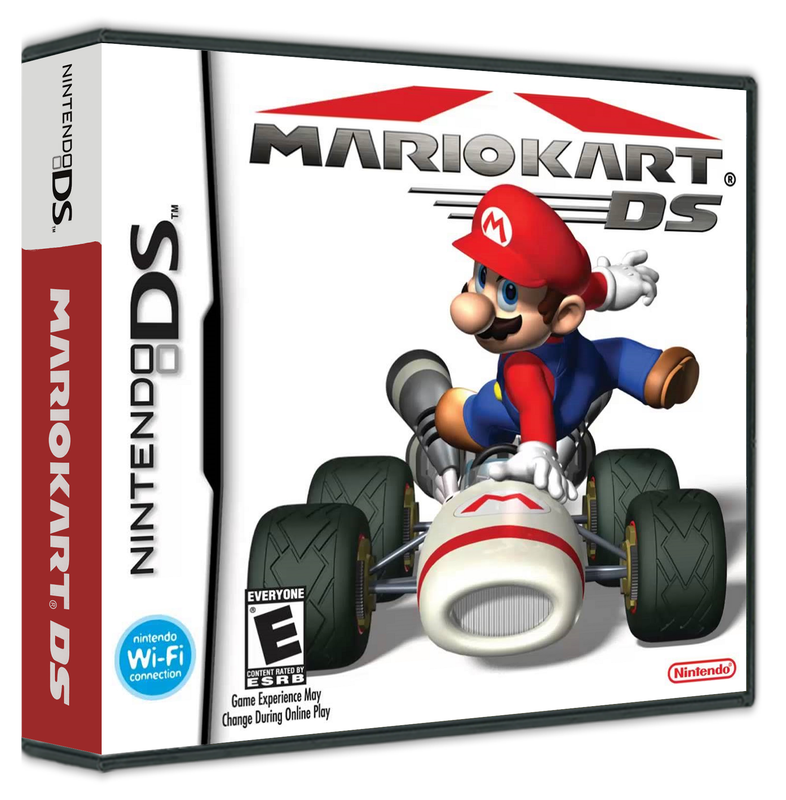 NINTENDO DS™
MARIOKART® DS
NINTENDO DS™
nintendo
Wi-Fi
connection
MARIOKART®
DS
M
M
EVERYONE
E
®
CONTENT RATED BY
ESRB
Game Experience May
Change During Online Play
Nintendo®